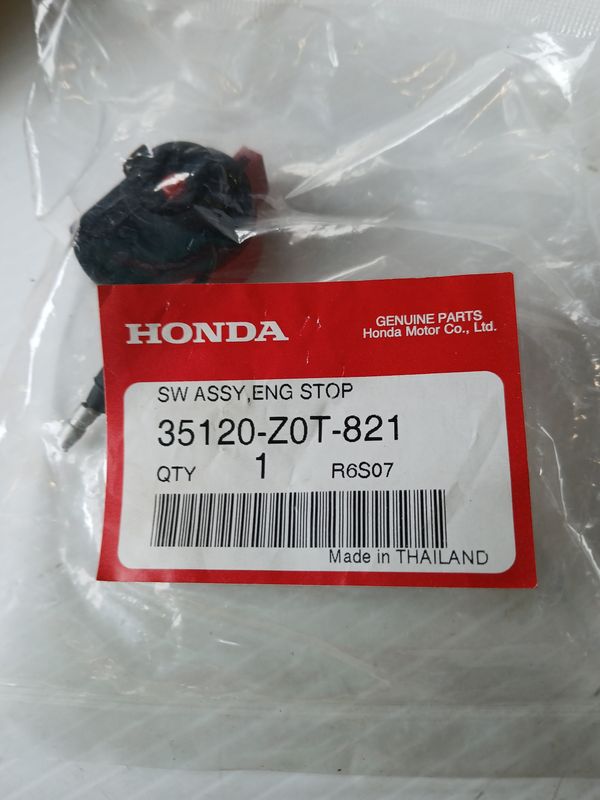 HONDA
GENUINE PARTS
Honda Motor Co., Ltd.
SW ASSY,ENG STOP
35120-Z0T-821
QTY 1 R6S07
Made in THAILAND